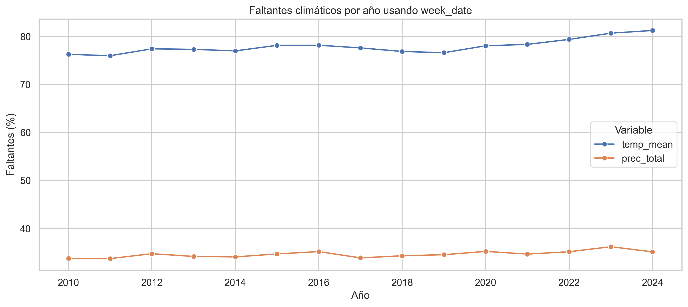 Faltantes climáticos por año usando week_date
Faltantes (%)
80
70
60
50
40
Variable
temp_mean
prec_total
2010
2012
2014
2016
2018
2020
2022
2024
Año